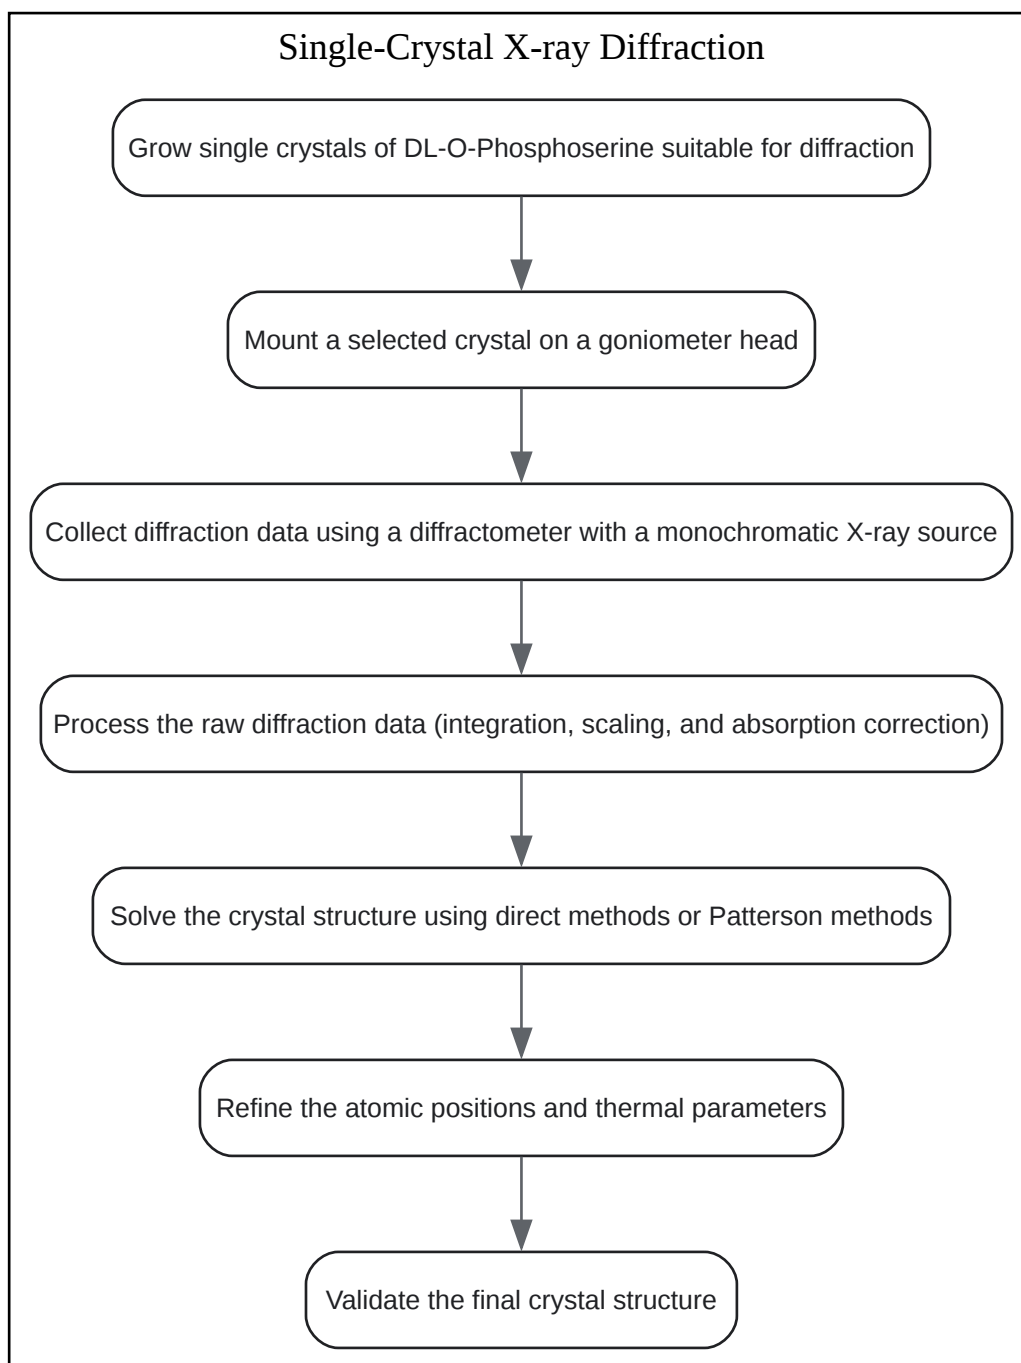 Single-Crystal X-ray Diffraction
Grow single crystals of DL-O-Phosphoserine suitable for diffraction
Mount a selected crystal on a goniometer head
Collect diffraction data using a diffractometer with a monochromatic X-ray source
Process the raw diffraction data (integration, scaling, and absorption correction)
Solve the crystal structure using direct methods or Patterson methods
Refine the atomic positions and thermal parameters
Validate the final crystal structure